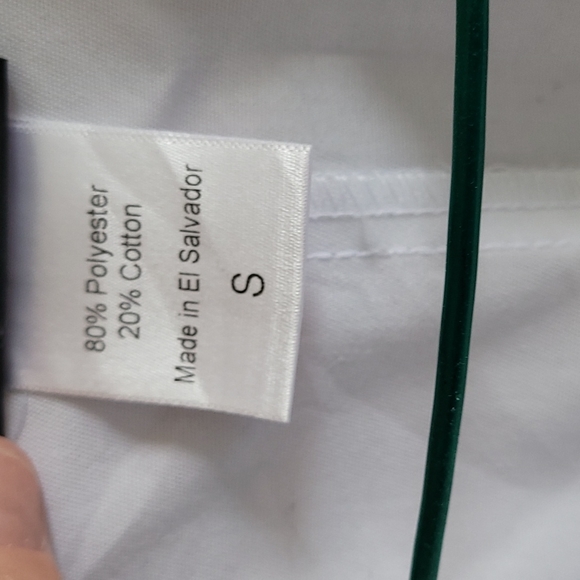 80% Polyester
20% Cotton
Made in El Salvador
S